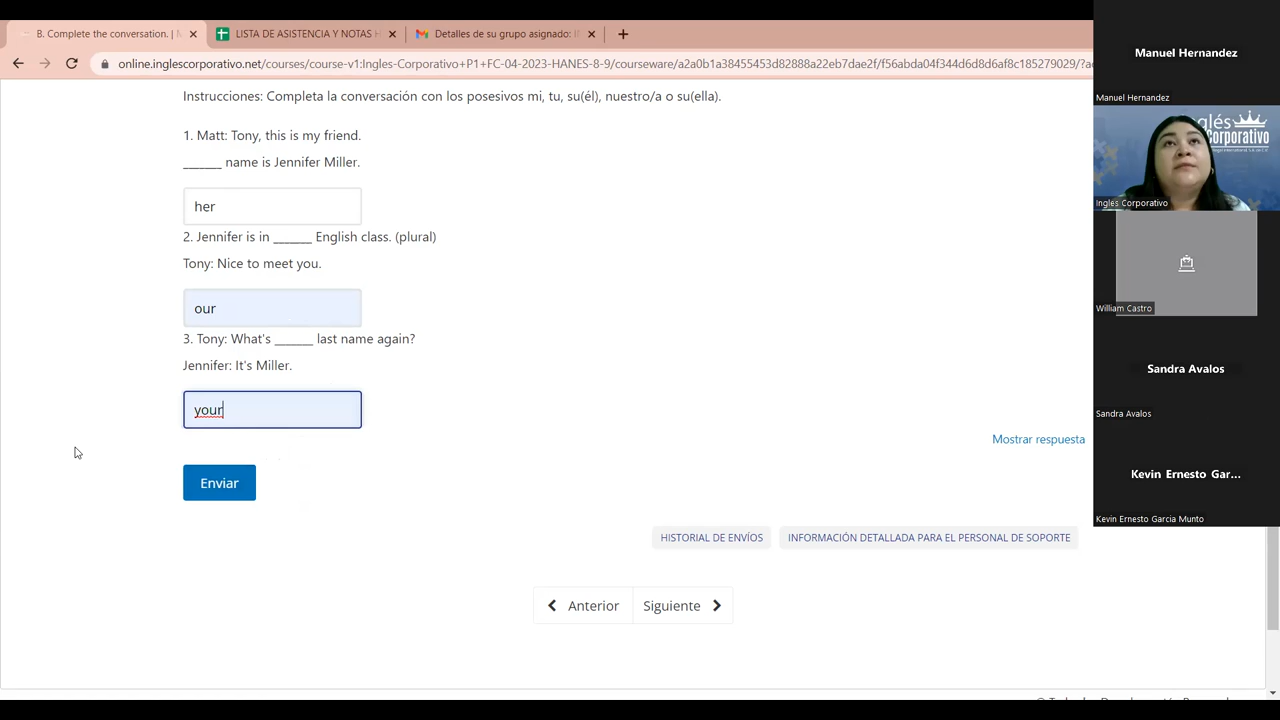 B. Complete the conversation. | M
LISTA DE ASISTENCIA Y NOTAS H
Detalles de su grupo asignado: I
online.inglescorporativo.net/courses/course-v1:Ingles-Corporativo+P1+FC-04-2023-HANES-8-9/courseware/a2a0b1a38455453d82888a22eb7dae2f/f56abda04f344d6d8d6af8c185279029/?a
Instrucciones: Completa la conversación con los posesivos mi, tu, su(él), nuestro/a o su(ella).
1. Matt: Tony, this is my friend.
______ name is Jennifer Miller.
her
2. Jennifer is in ______ English class. (plural)
Tony: Nice to meet you.
our
3. Tony: What's ______ last name again?
Jennifer: It's Miller.
your
Mostrar respuesta
Enviar
HISTORIAL DE ENVÍOS
INFORMACIÓN DETALLADA PARA EL PERSONAL DE SOPORTE
Anterior
Siguiente
Manuel Hernandez
Manuel Hernandez
Ingles Corporativo
William Castro
Sandra Avalos
Sandra Avalos
Kevin Ernesto Gar...
Kevin Ernesto Garcia Munto